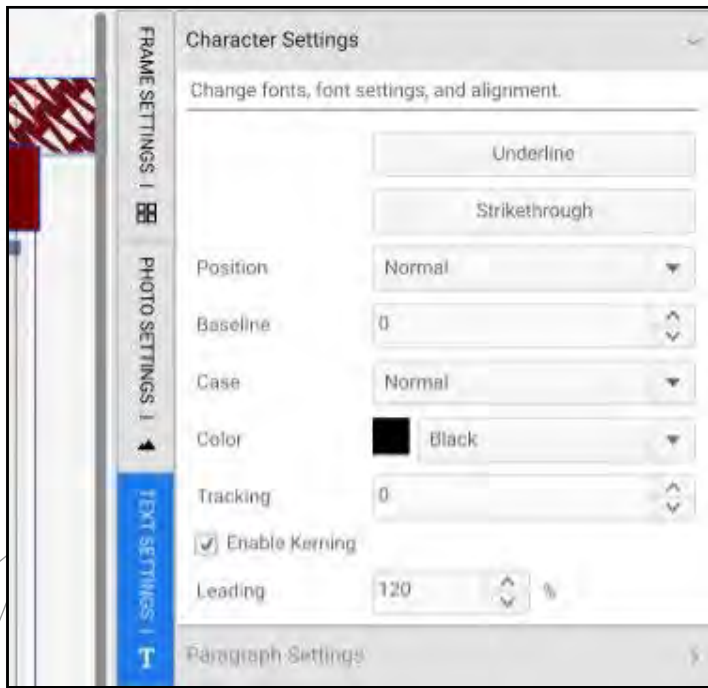 FRAME SETTINGS |
PHOTO SETTINGS |
TEXT SETTINGS | T
Character Settings
Change fonts, font settings, and alignment.
Underline
Strikethrough
Position Normal
Baseline 0
Case Normal
Color Black
Tracking 0
Enable Kerning
Leading 120 %
Paragraph Settings